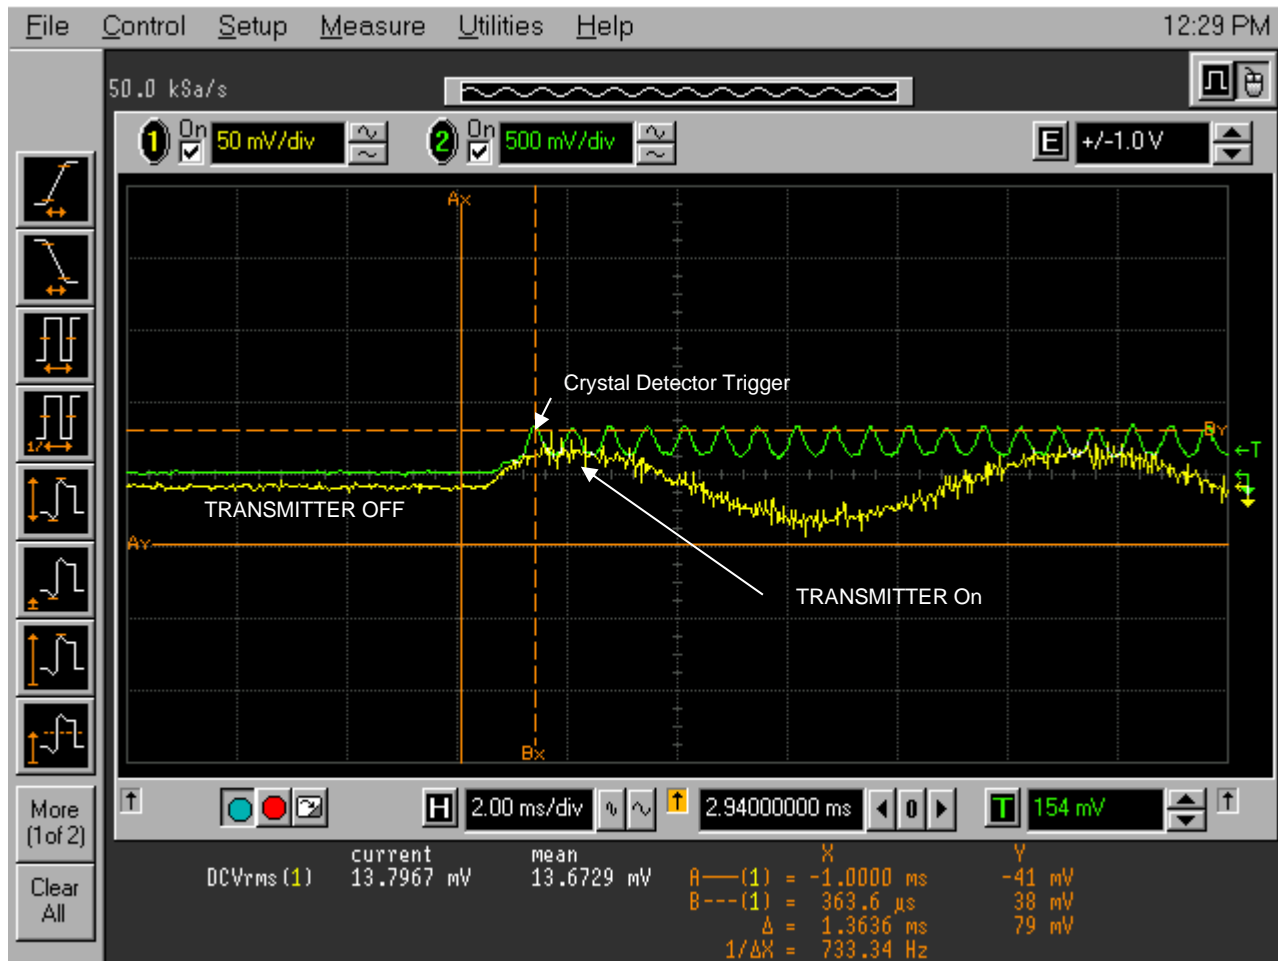 File Control Setup Measure Utilities Help 12:29 PM
50.0 kSa/s
1 On 50 mV/div 2 On 500 mV/div E +/-1.0 V
Ax
Crystal Detector Trigger
By
T
TRANSMITTER OFF
Ay
TRANSMITTER On
Bx
1/
H 2.00 ms/div 2.94000000 ms 0 T 154 mV
More
(1 of 2)
Clear
All
current mean X Y
DCVrms(1) 13.7967 mV 13.6729 mV A——(1) = -1.0000 ms -41 mV
B---(1) = 363.6 µs 38 mV
Δ = 1.3636 ms 79 mV
1/ΔX = 733.34 Hz